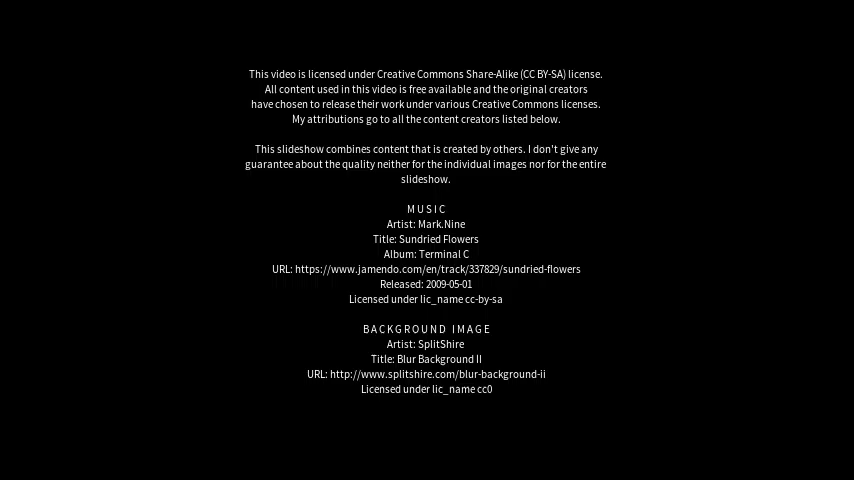 This video is licensed under Creative Commons Share-Alike (CC BY-SA) license.
All content used in this video is free available and the original creators
have chosen to release their work under various Creative Commons licenses.
My attributions go to all the content creators listed below.
This slideshow combines content that is created by others. I don't give any
guarantee about the quality neither for the individual images nor for the entire
slideshow.
MUSIC
Artist: Mark.Nine
Title: Sundried Flowers
Album: Terminal C
URL: https://www.jamendo.com/en/track/337829/sundried-flowers
Released: 2009-05-01
Licensed under lic_name cc-by-sa
BACKGROUND IMAGE
Artist: SplitShire
Title: Blur Background II
URL: http://www.splitshire.com/blur-background-ii
Licensed under lic_name cc0